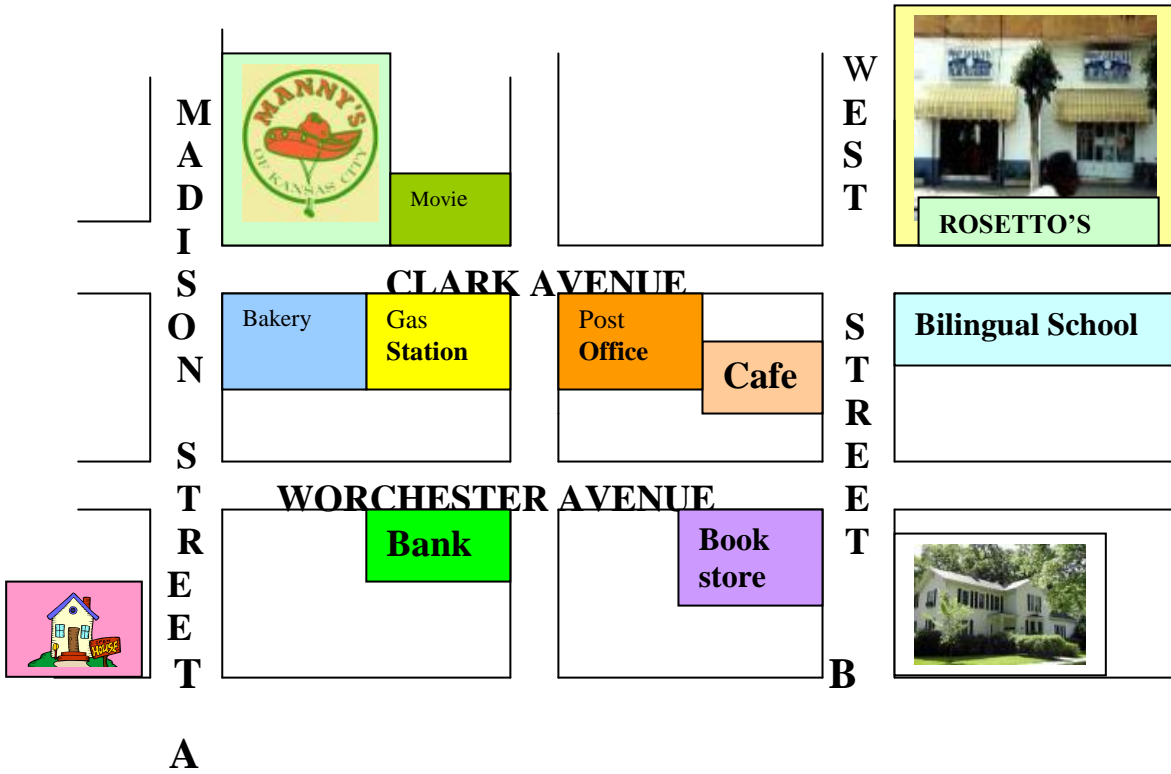 MADISON STREET
A
MANNY'S
OF KANSAS CITY
Movie
WEST STREET
B
ROSETTO'S
CLARK AVENUE
Bakery
Gas
Station
Post
Office
Cafe
Bilingual School
WORCHESTER AVENUE
Bank
Book
store
HOUSE